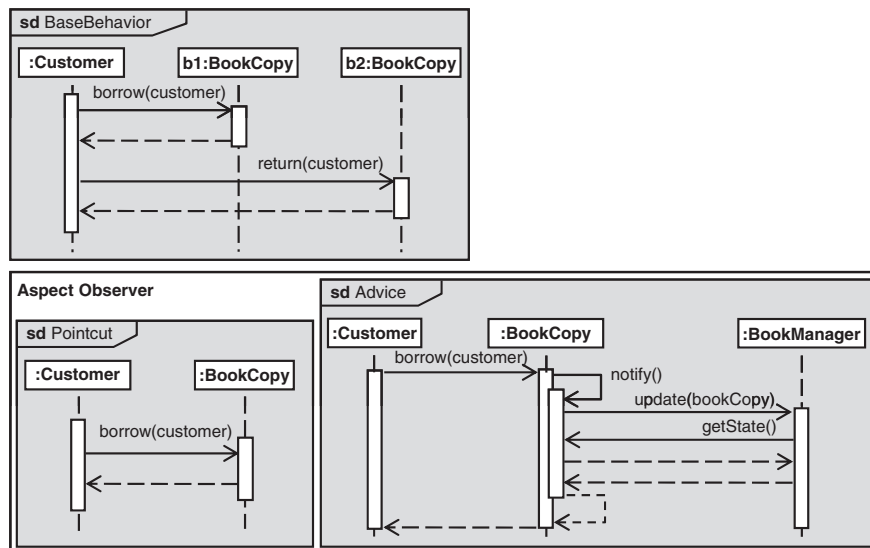 sd BaseBehavior
:Customer
b1:BookCopy
b2:BookCopy
borrow(customer)
return(customer)
Aspect Observer
sd Pointcut
:Customer
:BookCopy
borrow(customer)
sd Advice
:Customer
:BookCopy
:BookManager
borrow(customer)
notify()
update(bookCopy)
getState()